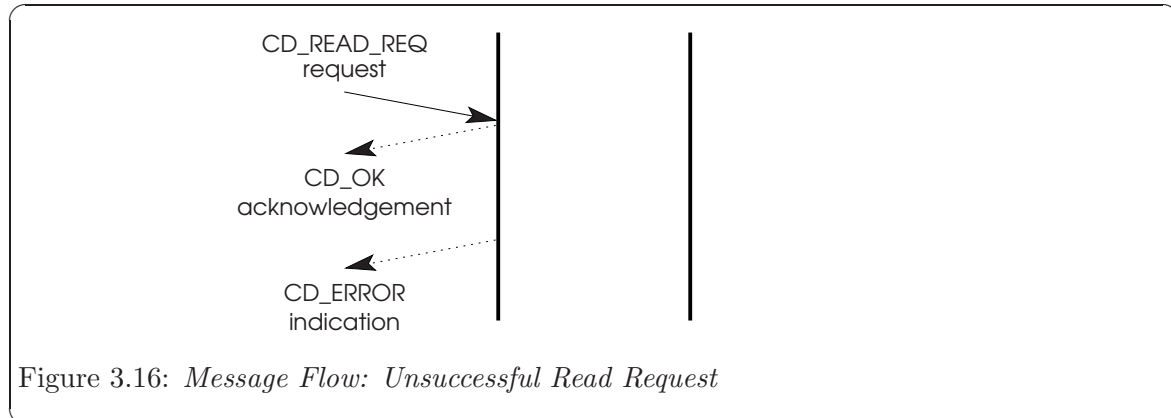 CD_READ_REQ
request
CD_OK
acknowledgement
CD_ERROR
indication
Figure 3.16: Message Flow: Unsuccessful Read Request